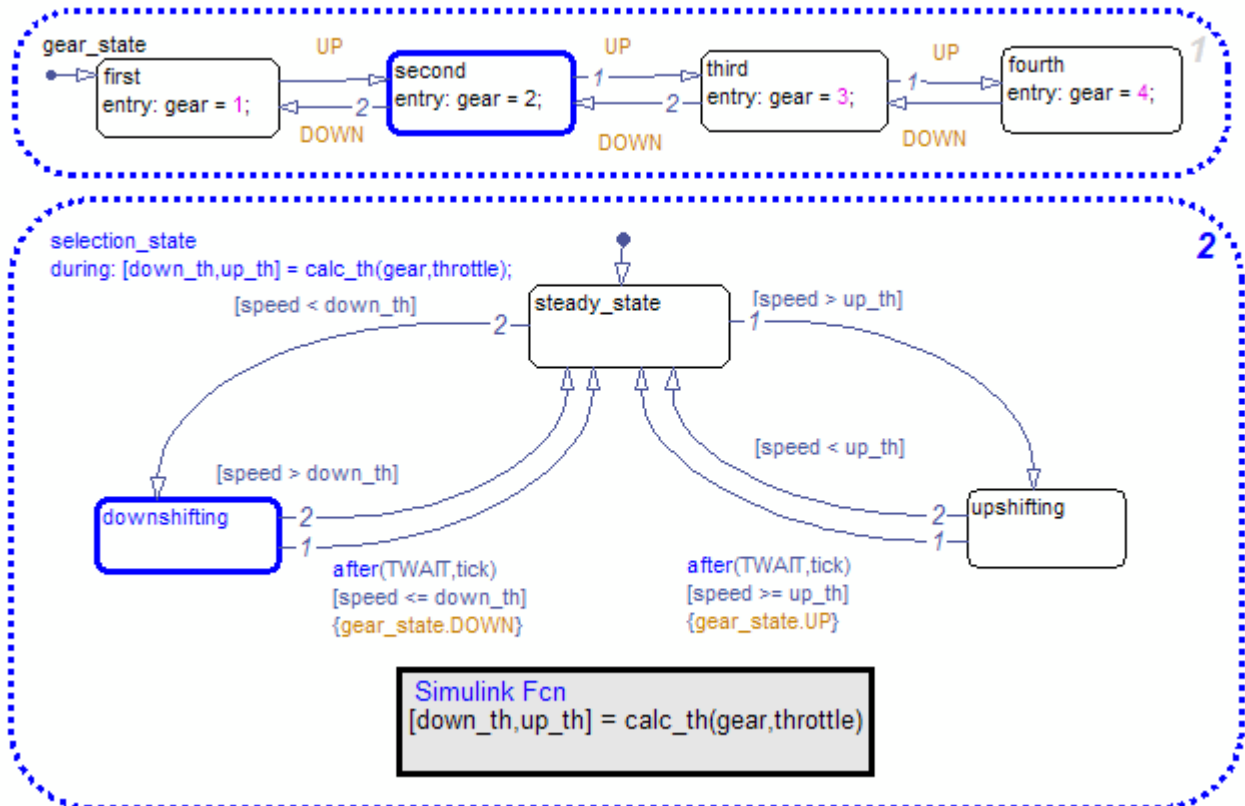 gear_state
1
UP
UP
UP
first
entry: gear = 1;
second
entry: gear = 2;
third
entry: gear = 3;
fourth
entry: gear = 4;
1
1
2
2
DOWN
DOWN
DOWN
selection_state
2
during: [down_th,up_th] = calc_th(gear,throttle);
[speed < down_th]
steady_state
[speed > up_th]
2
1
[speed > down_th]
[speed < up_th]
downshifting
2
1
upshifting
2
1
after(TWAIT,tick)
[speed <= down_th]
{gear_state.DOWN}
after(TWAIT,tick)
[speed >= up_th]
{gear_state.UP}
Simulink Fcn
[down_th,up_th] = calc_th(gear,throttle)